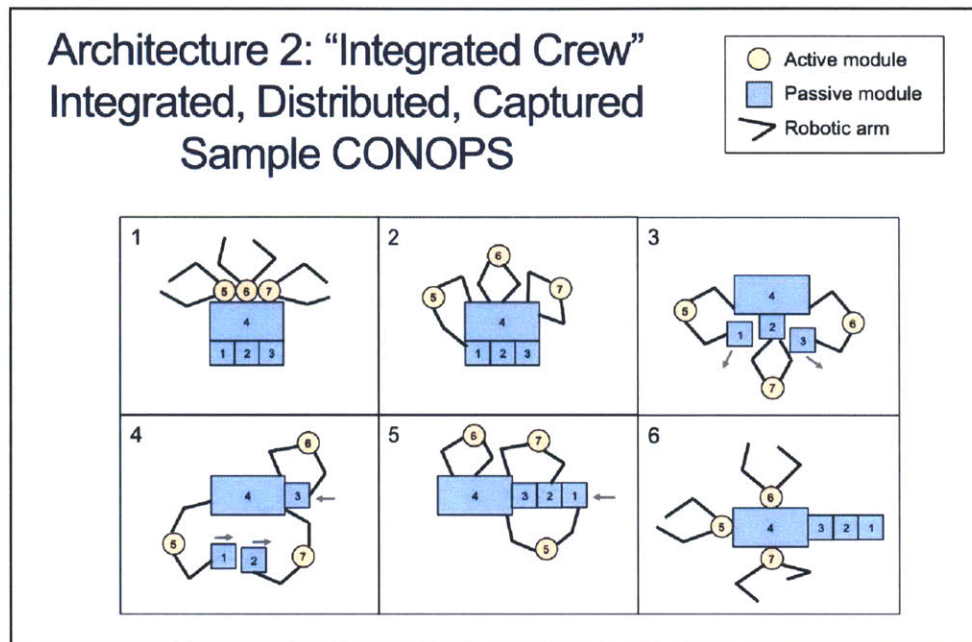 Architecture 2: “Integrated Crew”
Integrated, Distributed, Captured
Sample CONOPS
Active module
Passive module
Robotic arm
1
5 6 7
4
1 2 3
2
6
5 7
4
1 2 3
3
4
5 1 2 3 6
7
4
6
4 3
5 1 2 7
5
6 7
4 3 2 1
5
6
6
5 4 3 2 1
7